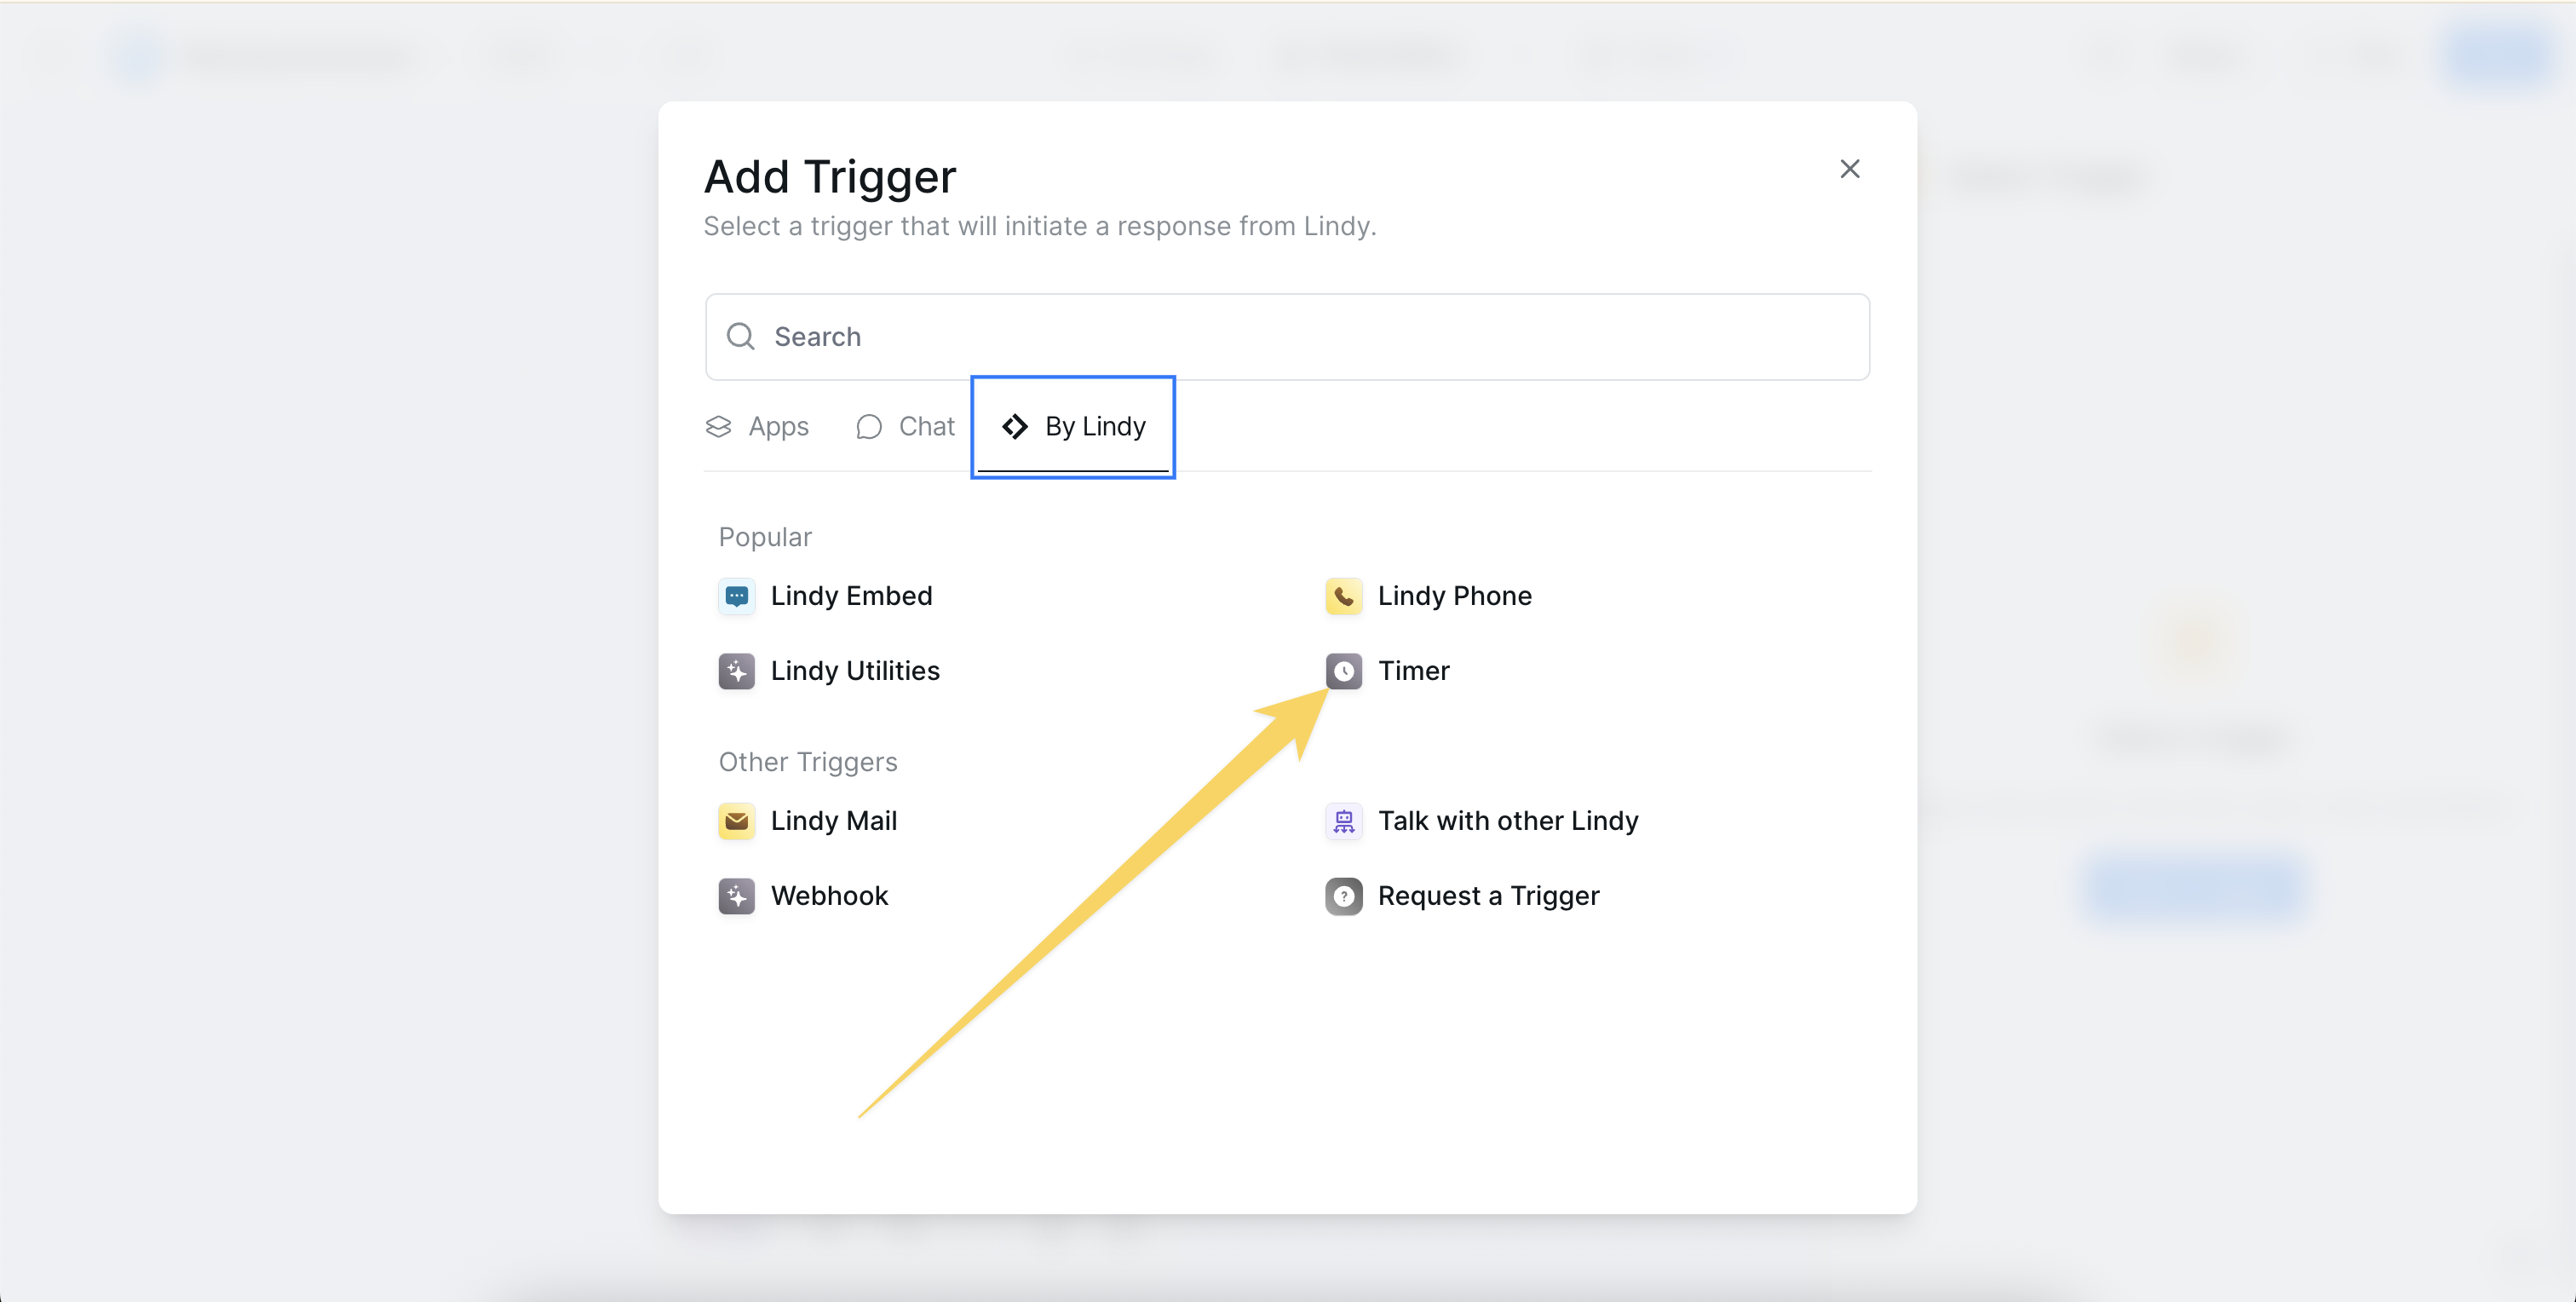 Add Trigger
Select a trigger that will initiate a response from Lindy.
Search
Apps
Chat
By Lindy
Popular
Lindy Embed
Lindy Phone
Lindy Utilities
Timer
Other Triggers
Lindy Mail
Talk with other Lindy
Webhook
Request a Trigger